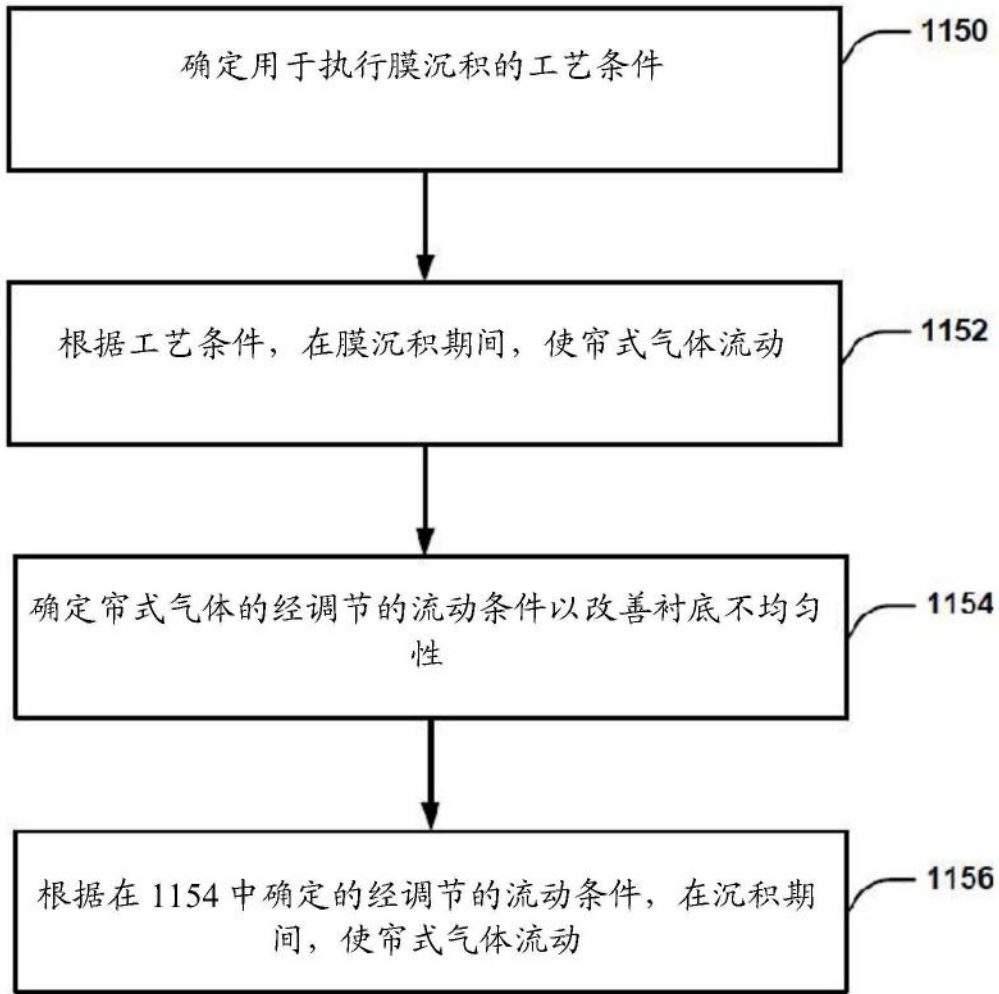 确定用于执行膜沉积的工艺条件
1150
根据工艺条件，在膜沉积期间，使帘式气体流动
1152
确定帘式气体的经调节的流动条件以改善衬底不均匀
性
1154
根据在1154中确定的经调节的流动条件，在沉积期
间，使帘式气体流动
1156